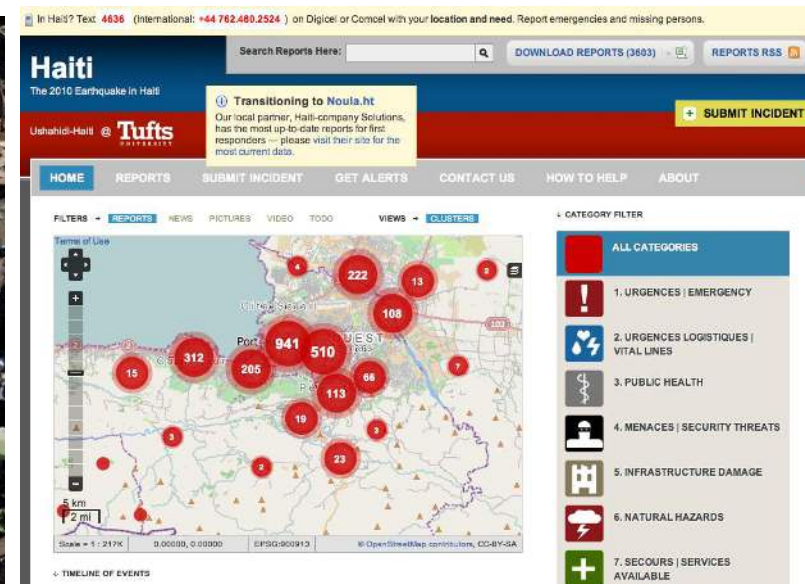 In Haiti? Text 4636 (International: +44 762.480.2524 ) on Digicel or Comcel with your location and need. Report emergencies and missing persons.
Search Reports Here:
DOWNLOAD REPORTS (3603)
REPORTS RSS
Haiti
The 2010 Earthquake in Haiti
Transitioning to Noula.ht
Our local partner, Haiti-company Solutions,
has the most up-to-date reports for first
responders — please visit their site for the
most current data.
SUBMIT INCIDENT
Ushahidi-Haiti @ Tufts
UNIVERSITY
HOME REPORTS SUBMIT INCIDENT GET ALERTS CONTACT US HOW TO HELP ABOUT
FILTERS → REPORTS NEWS PICTURES VIDEO TODO VIEWS → CLUSTERS
↓ CATEGORY FILTER
Terms of Use
4
222
13
2
108
941
510
Port
UEST
312
205
15
66
7
113
19
3
3
23
2
5 km
2 mi
Scale = 1 : 217K 0.00000, 0.00000 EPSG:900913 © OpenStreetMap contributors, CC-BY-SA
↓ TIMELINE OF EVENTS
ALL CATEGORIES
1. URGENCES | EMERGENCY
2. URGENCES LOGISTIQUES |
VITAL LINES
3. PUBLIC HEALTH
4. MENACES | SECURITY THREATS
5. INFRASTRUCTURE DAMAGE
6. NATURAL HAZARDS
7. SECOURS | SERVICES
AVAILABLE